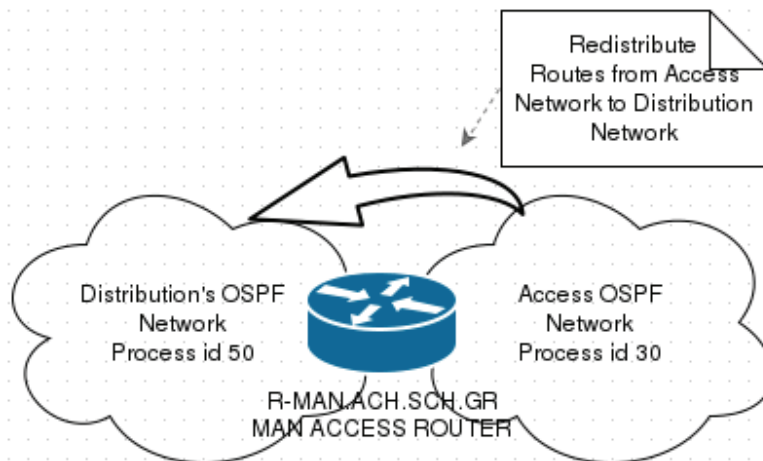 Redistribute
Routes from Access
Network to Distribution
Network
Distribution's OSPF
Network
Process id 50
Access OSPF
Network
Process id 30
R-MAN.ACH.SCH.GR
MAN ACCESS ROUTER